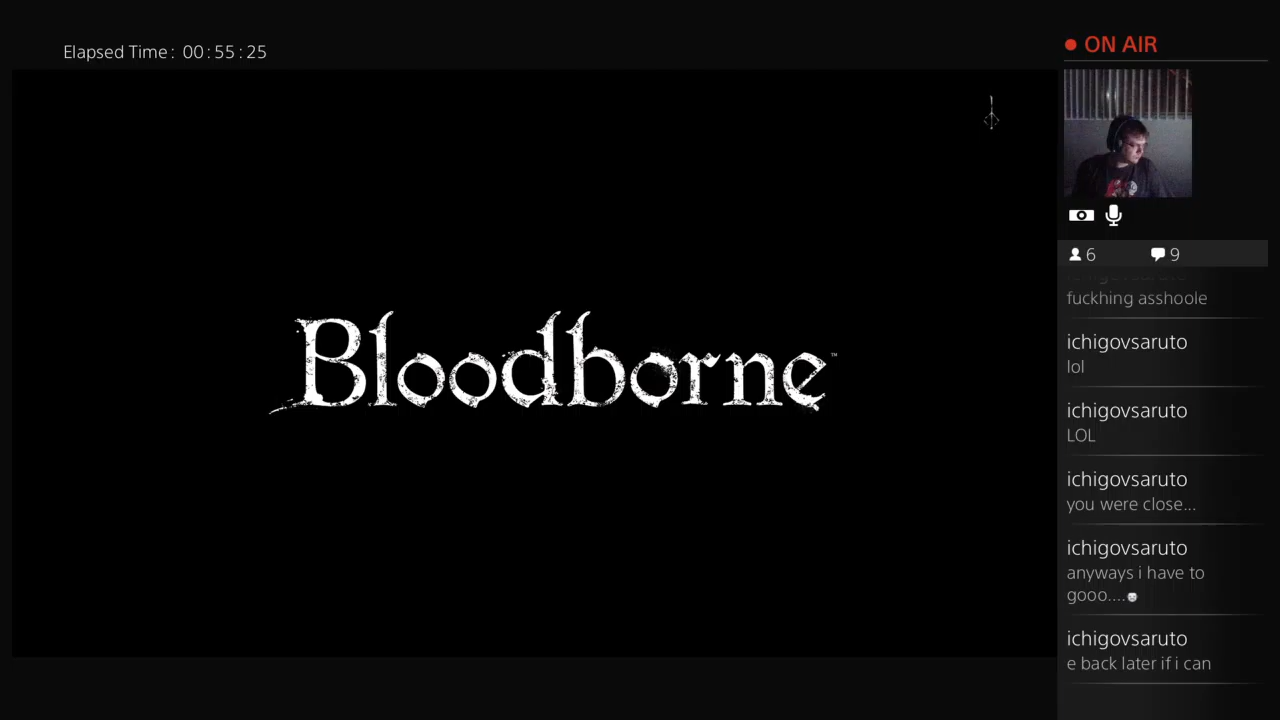 Elapsed Time: 00:55:25
ON AIR
Bloodborne™
6 9
fuckhing asshoole
ichigovsaruto
lol
ichigovsaruto
LOL
ichigovsaruto
you were close...
ichigovsaruto
anyways i have to
gooo....
ichigovsaruto
e back later if i can